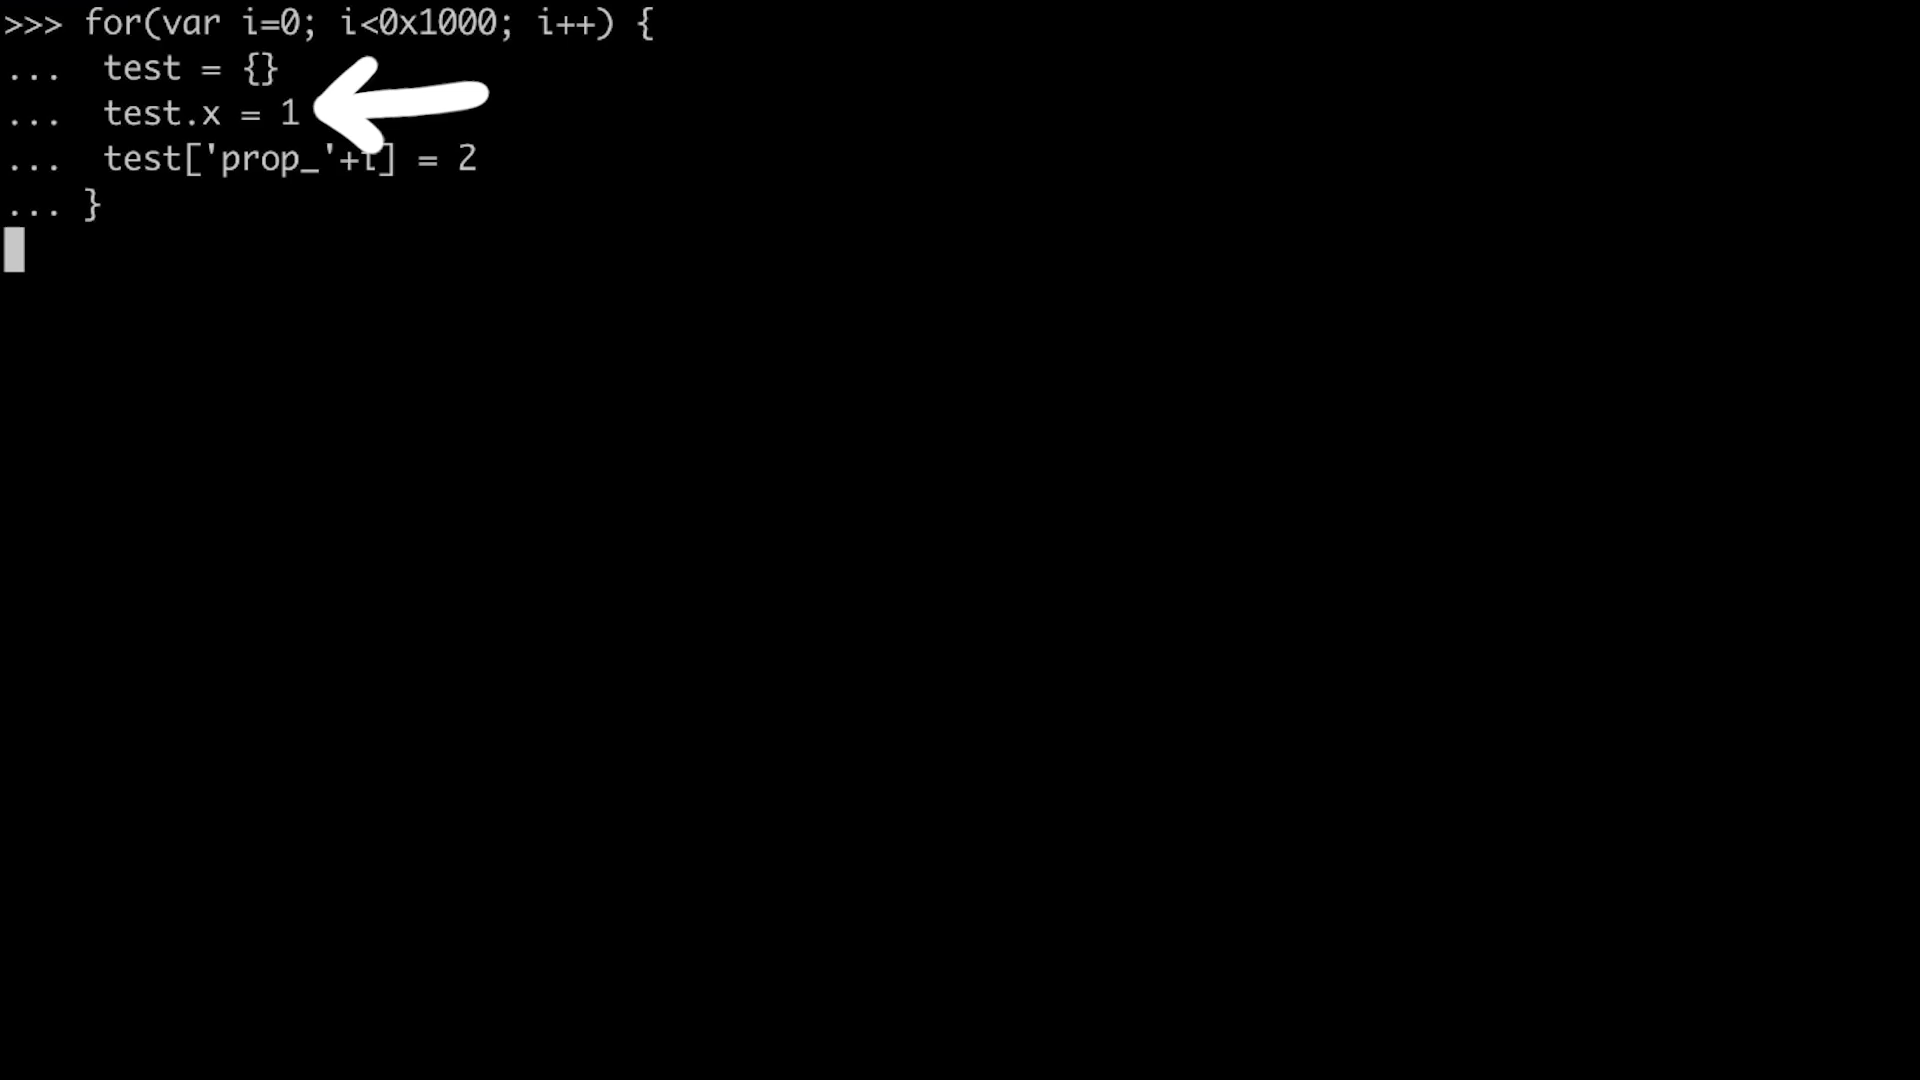 >>> for(var i=0; i<0x1000; i++) {
...  test = {}
...  test.x = 1
...  test['prop_'+i] = 2
... }